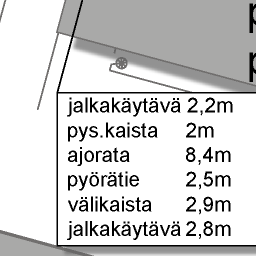 jalkakäytävä 2,2m
pys.kaista 2m
ajorata 8,4m
pyörätie 2,5m
välikaista 2,9m
jalkakäytävä 2,8m